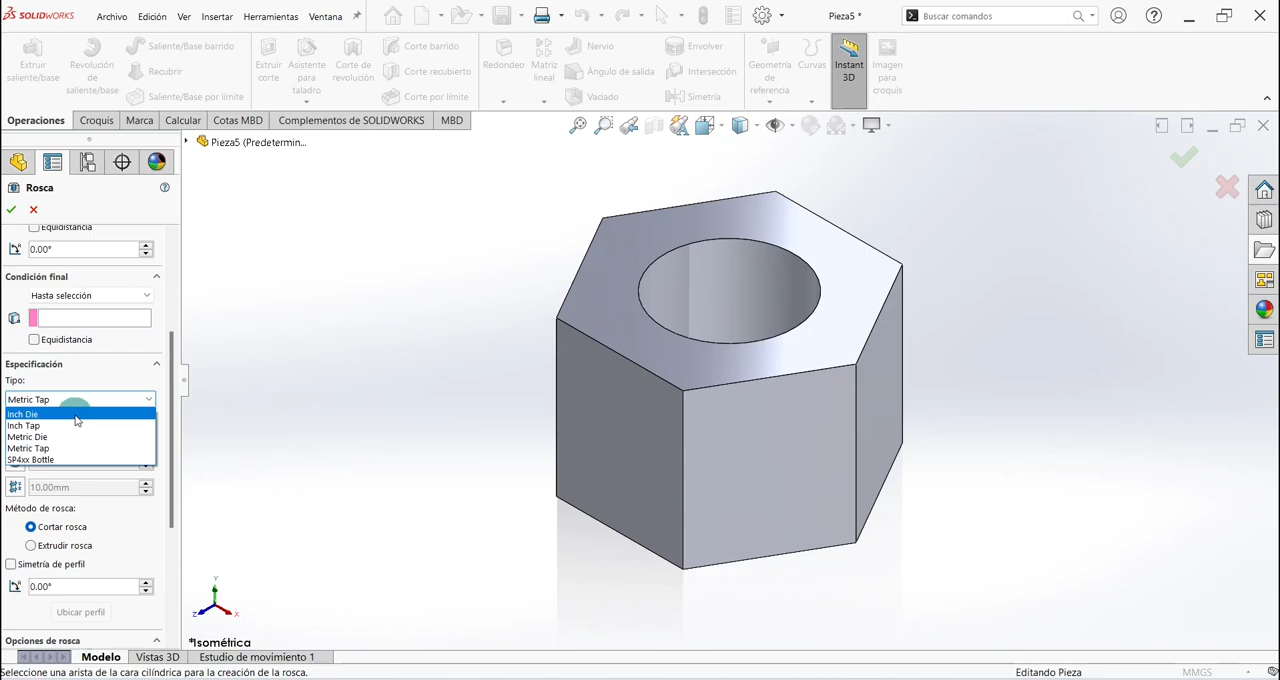 SOLIDWORKS
Archivo Edición Ver Insertar Herramientas Ventana
Pieza5 *
Buscar comandos
Extruir saliente/base
Revolución de saliente/base
Saliente/Base barrido
Recubrir
Saliente/Base por límite
Extruir corte
Asistente para taladro
Corte de revolución
Corte barrido
Corte recubierto
Corte por límite
Redondeo
Matriz lineal
Nervio
Ángulo de salida
Vaciado
Envolver
Intersección
Simetría
Geometría de referencia
Curvas
Instant 3D
Imagen para croquis
Operaciones Croquis Marca Calcular Cotas MBD Complementos de SOLIDWORKS MBD
Pieza5 (Predetermin...
Rosca
Equidistancia
0.00°
Condición final
Hasta selección
Equidistancia
Especificación
Tipo:
Metric Tap
Inch Die
Inch Tap
Metric Die
Metric Tap
SP4xx Bottle
10.00mm
Método de rosca:
Cortar rosca
Extrudir rosca
Simetría de perfil
0.00°
Ubicar perfil
Opciones de rosca
Y
Z
X
*Isométrica
Modelo Vistas 3D Estudio de movimiento 1
Seleccione una arista de la cara cilíndrica para la creación de la rosca.
Editando Pieza
MMGS